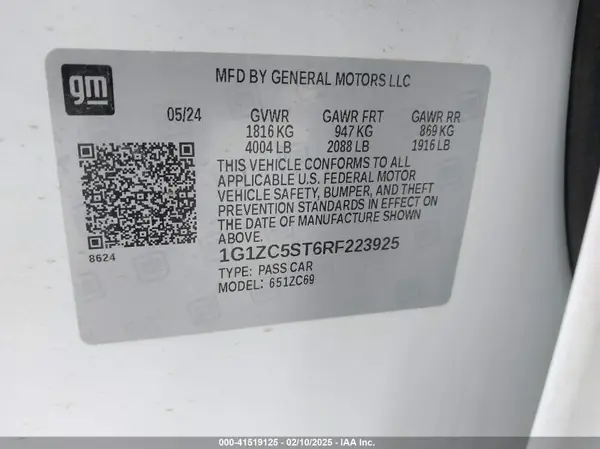 gm
MFD BY GENERAL MOTORS LLC
05/24 GVWR GAWR FRT GAWR RR
1816 KG 947 KG 869 KG
4004 LB 2088 LB 1916 LB
THIS VEHICLE CONFORMS TO ALL
APPLICABLE U.S. FEDERAL MOTOR
VEHICLE SAFETY, BUMPER, AND THEFT
PREVENTION STANDARDS IN EFFECT ON
THE DATE OF MANUFACTURE SHOWN
ABOVE.
8624
1G1ZC5ST6RF223925
TYPE: PASS CAR
MODEL: 651ZC69
000-41519125 - 02/10/2025 - IAA Inc.